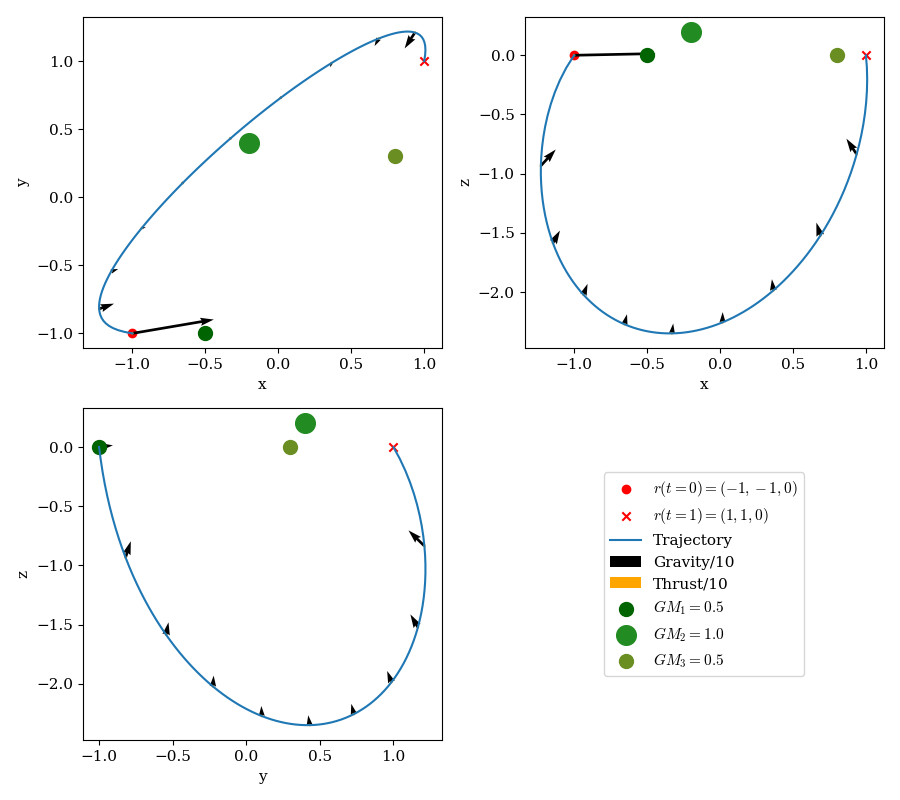 1.0
0.5
0.0
−0.5
−1.0
y
−1.0 −0.5 0.0 0.5 1.0
x
0.0
−0.5
−1.0
−1.5
−2.0
z
−1.0 −0.5 0.0 0.5 1.0
x
0.0
−0.5
−1.0
−1.5
−2.0
z
−1.0 −0.5 0.0 0.5 1.0
y
r(t = 0) = (−1, −1, 0)
r(t = 1) = (1, 1, 0)
Trajectory
Gravity/10
Thrust/10
GM₁ = 0.5
GM₂ = 1.0
GM₃ = 0.5